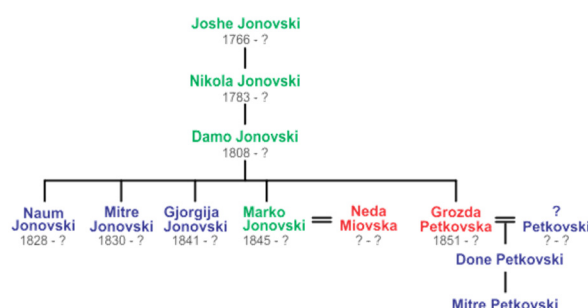 Joshe Jonovski
1766 - ?
Nikola Jonovski
1783 - ?
Damo Jonovski
1808 - ?
Naum
Jonovski
1828 - ?
Mitre
Jonovski
1830 - ?
Gjorgija
Jonovski
1841 - ?
Marko
Jonovski
1845 - ?
Neda
Miovska
? - ?
Grozda
Petkovska
1851 - ?
?
Petkovski
? - ?
Done Petkovski
Mitre Petkovski